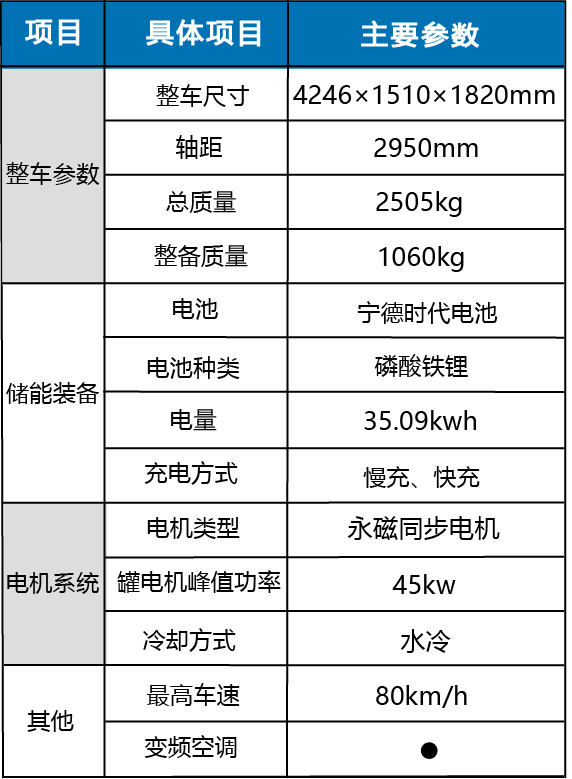 项目 具体项目 主要参数
整车参数
整车尺寸 4246×1510×1820mm
轴距 2950mm
总质量 2505kg
整备质量 1060kg
储能装备
电池 宁德时代电池
电池种类 磷酸铁锂
电量 35.09kwh
充电方式 慢充、快充
电机系统
电机类型 永磁同步电机
罐电机峰值功率 45kw
冷却方式 水冷
其他
最高车速 80km/h
变频空调 ●